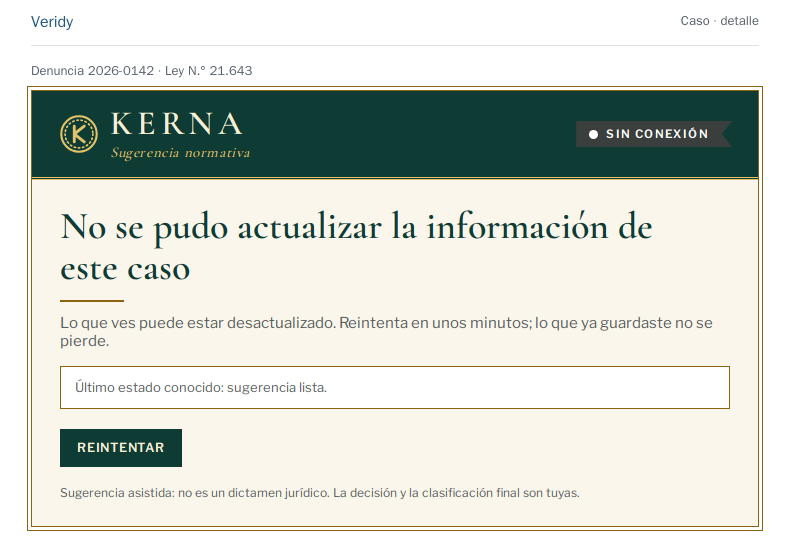 Veridy
Caso · detalle
Denuncia 2026-0142 · Ley N.° 21.643
KERNA
Sugerencia normativa
SIN CONEXIÓN
No se pudo actualizar la información de
este caso
Lo que ves puede estar desactualizado. Reintenta en unos minutos; lo que ya guardaste no se
pierde.
Último estado conocido: sugerencia lista.
REINTENTAR
Sugerencia asistida: no es un dictamen jurídico. La decisión y la clasificación final son tuyas.